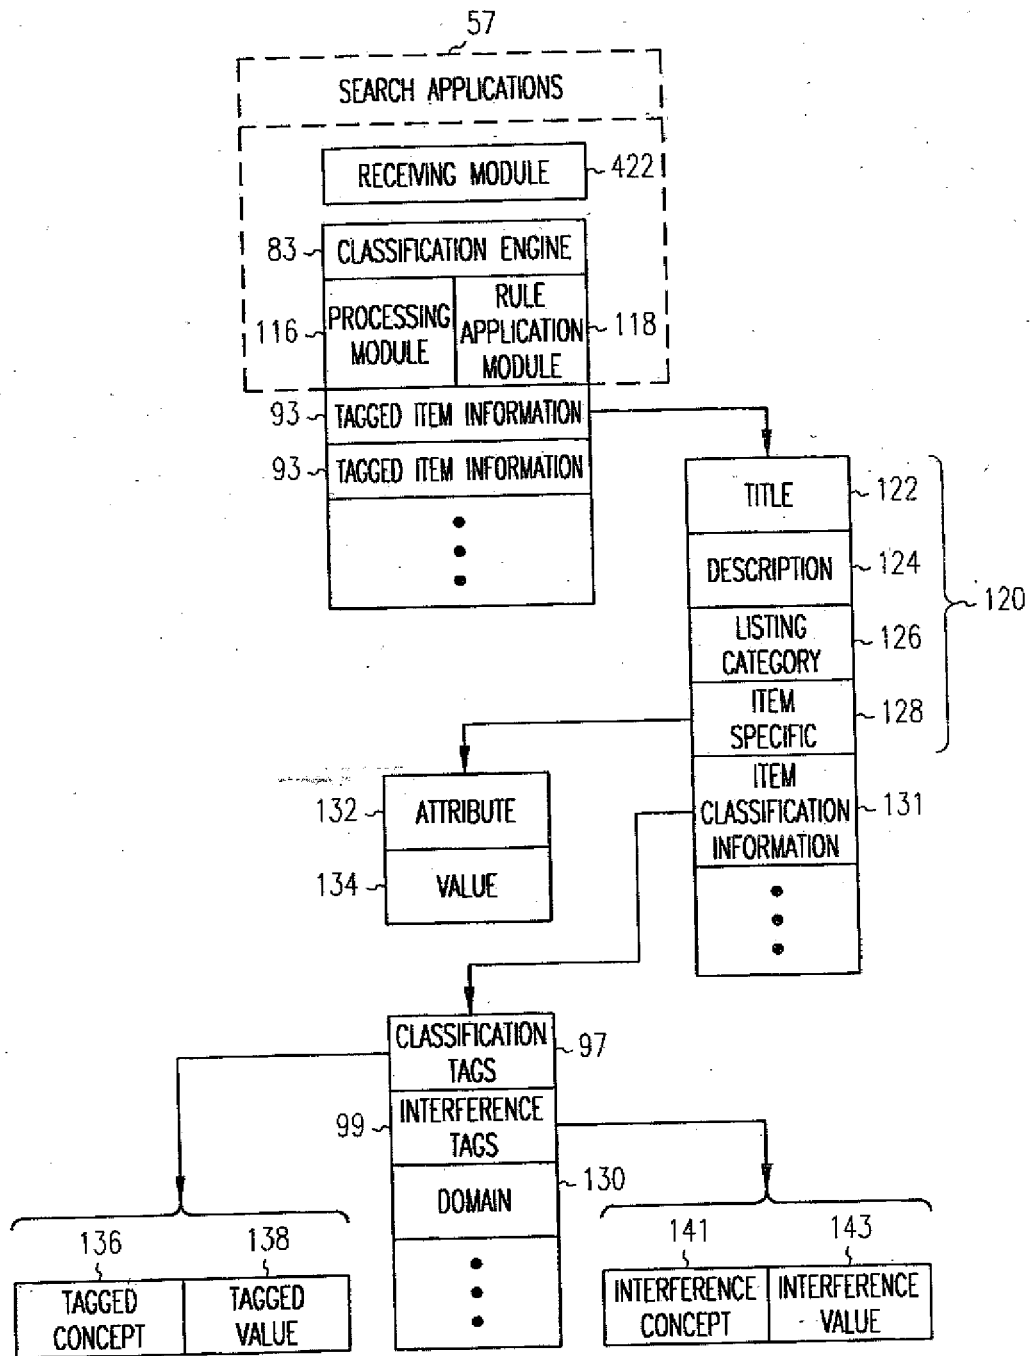 57
SEARCH APPLICATIONS
RECEIVING MODULE
422
83
CLASSIFICATION ENGINE
116
PROCESSING
MODULE
RULE
APPLICATION
MODULE
118
93
TAGGED ITEM INFORMATION
93
TAGGED ITEM INFORMATION
TITLE
122
DESCRIPTION
124
120
LISTING
CATEGORY
126
ITEM
SPECIFIC
128
ITEM
CLASSIFICATION
INFORMATION
131
132
ATTRIBUTE
134
VALUE
CLASSIFICATION
TAGS
97
99
INTERFERENCE
TAGS
DOMAIN
130
136
138
TAGGED
CONCEPT
TAGGED
VALUE
141
143
INTERFERENCE
CONCEPT
INTERFERENCE
VALUE